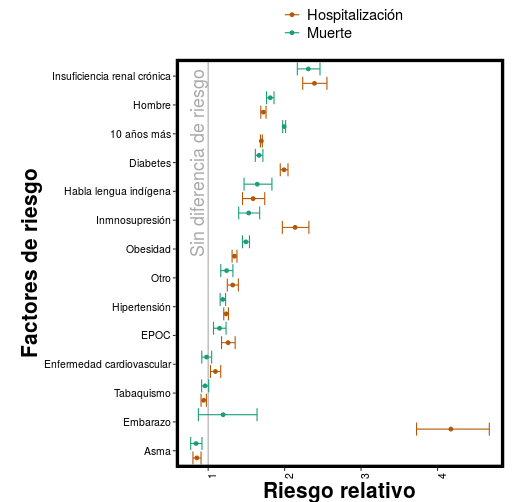 Hospitalización
Muerte
Factores de riesgo
Insuficiencia renal crónica
Hombre
10 años más
Diabetes
Habla lengua indígena
Inmnosupresión
Obesidad
Otro
Hipertensión
EPOC
Enfermedad cardiovascular
Tabaquismo
Embarazo
Asma
Sin diferencia de riesgo
1
2
3
4
Riesgo relativo